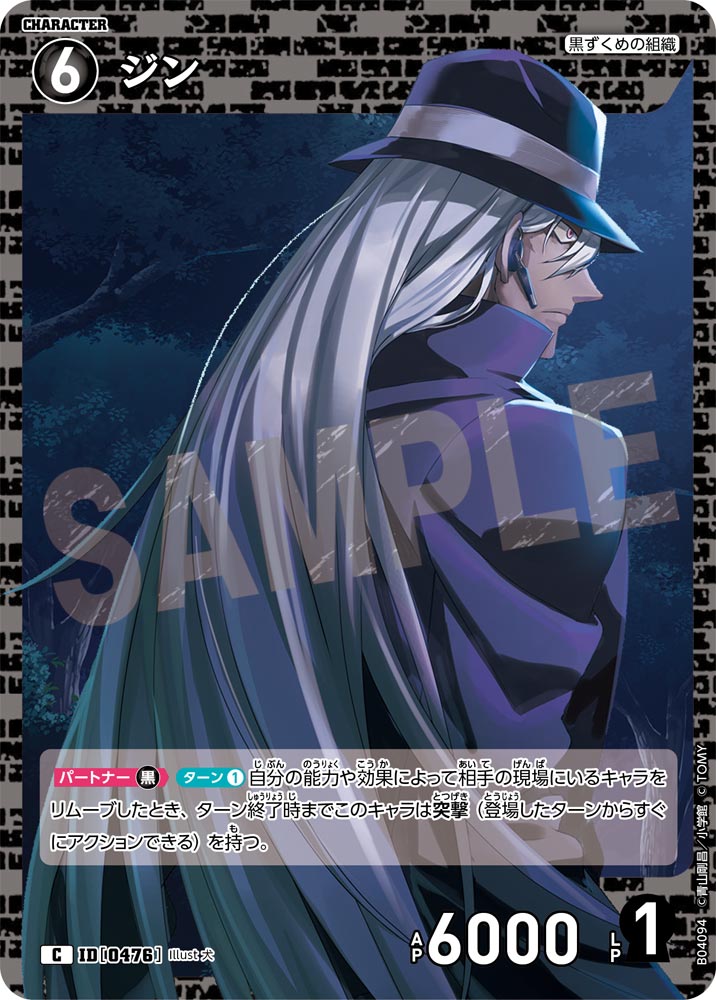 CHARACTER
6 ジン
黒ずくめの組織
SAMPLE
パートナー 黒 ターン 1 自分の能力や効果によって相手の現場にいるキャラを
リムーブしたとき、ターン終了時までこのキャラは突撃（登場したターンからすぐ
にアクションできる）を持つ。
C ID[0476] Illust 犬
AP 6000 LP 1
B04094 ©青山剛昌／小学館 © TOMY